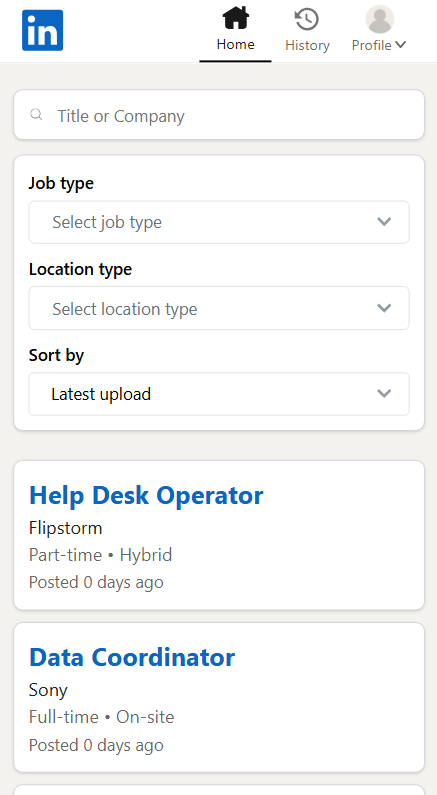 in
Home
History
Profile
Title or Company
Job type
Select job type
Location type
Select location type
Sort by
Latest upload
Help Desk Operator
Flipstorm
Part-time • Hybrid
Posted 0 days ago
Data Coordinator
Sony
Full-time • On-site
Posted 0 days ago